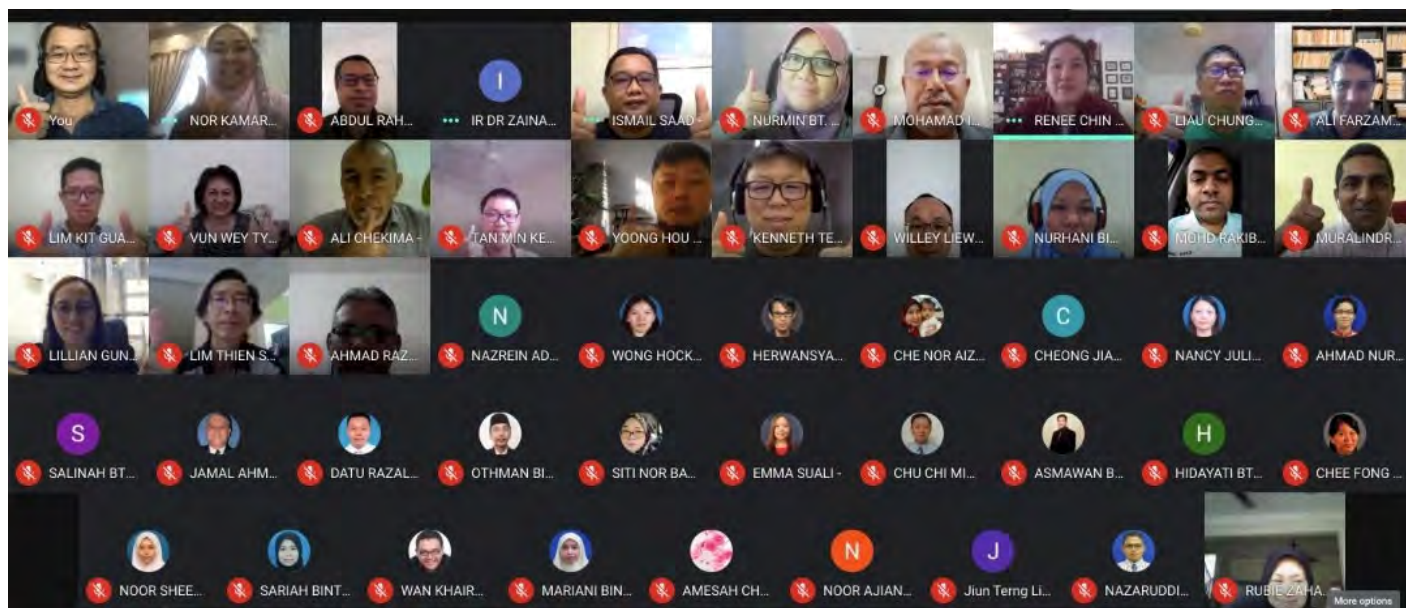 You
NOR KAMAR...
ABDUL RAH...
I
IR DR ZAINA...
ISMAIL SAAD -
NURMIN BT. ...
MOHAMAD I...
RENEE CHIN ...
LIAU CHUNG...
ALI FARZAM...
LIM KIT GUA...
VUN WEY TY...
ALI CHEKIMA -
TAN MIN KE...
YOONG HOU ...
KENNETH TE...
WILLEY LIEW...
NURHANI BI...
MOHD RAKIB...
MURALINDR...
LILLIAN GUN...
LIM THIEN S...
AHMAD RAZ...
N
NAZREIN AD...
WONG HOCK...
HERWANSYA...
CHE NOR AIZ...
C
CHEONG JIA...
NANCY JULI...
AHMAD NUR...
S
SALINAH BT...
JAMAL AHM...
DATU RAZAL...
OTHMAN BI...
SITI NOR BA...
EMMA SUALI -
CHU CHI MI...
ASMAWAN B...
H
HIDAYATI BT...
CHEE FONG ...
NOOR SHEE...
SARIAH BINT...
WAN KHAIR...
MARIANI BIN...
AMESAH CH...
N
NOOR AJIAN...
J
Jiun Terng Li...
NAZARUDDI...
RUBIE ZAHA...
More options